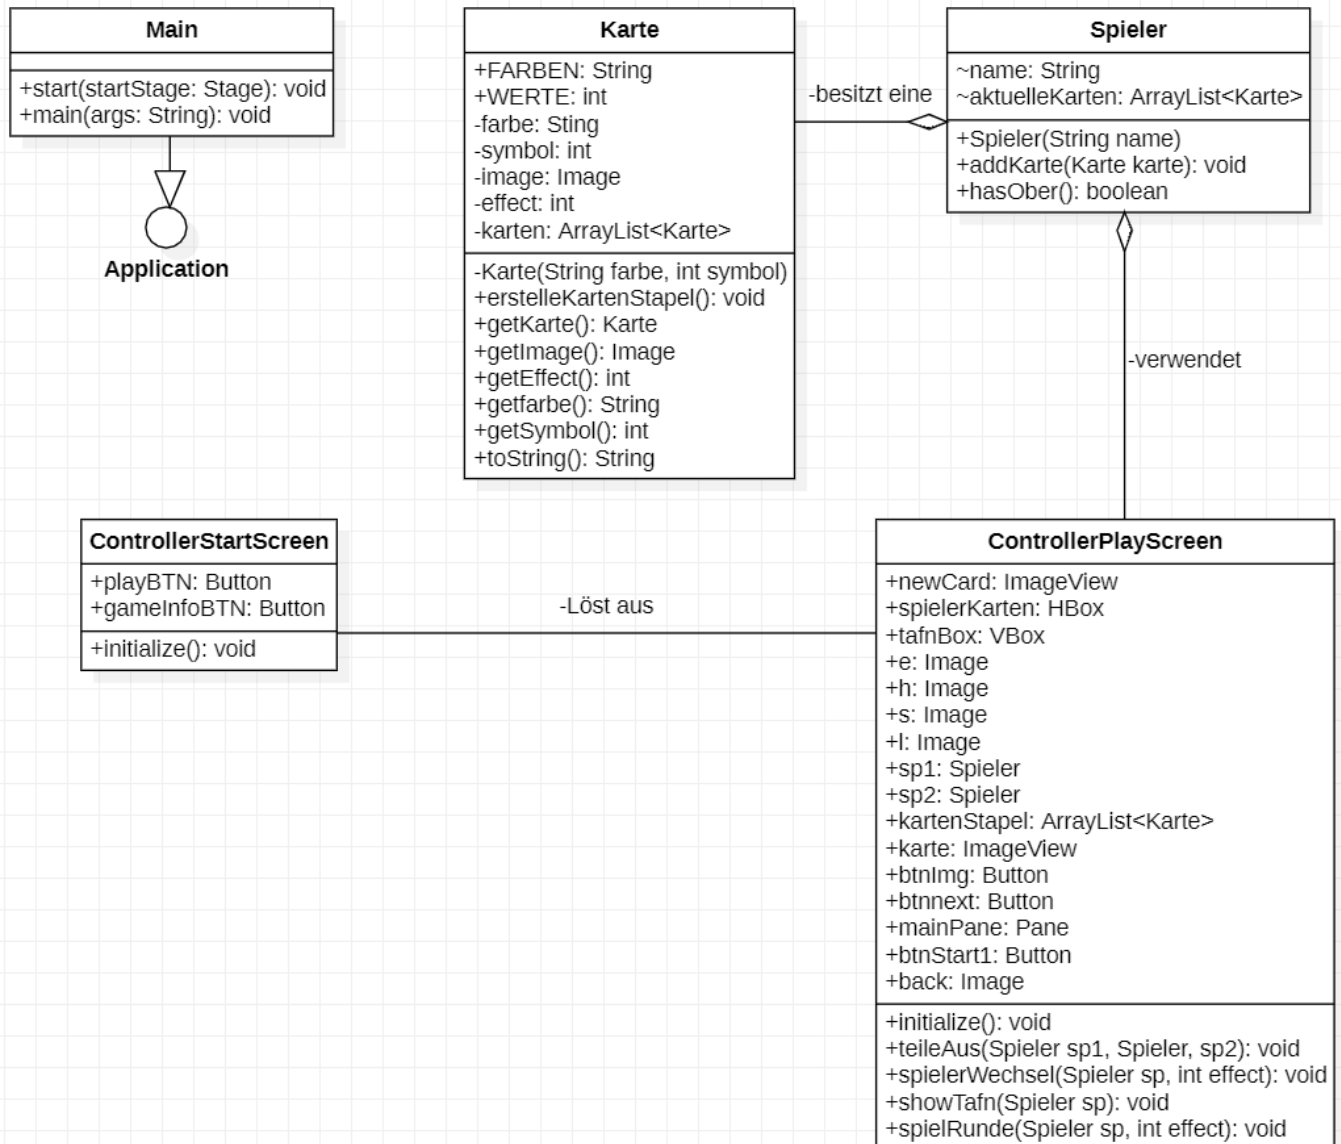 Main
+start(startStage: Stage): void
+main(args: String): void
Application
Karte
+FARBEN: String
+WERTE: int
-farbe: Sting
-symbol: int
-image: Image
-effect: int
-karten: ArrayList<Karte>
-Karte(String farbe, int symbol)
+erstelleKartenStapel(): void
+getKarte(): Karte
+getImage(): Image
+getEffect(): int
+getfarbe(): String
+getSymbol(): int
+toString(): String
-besitzt eine
Spieler
~name: String
~aktuelleKarten: ArrayList<Karte>
+Spieler(String name)
+addKarte(Karte karte): void
+hasOber(): boolean
-verwendet
ControllerStartScreen
+playBTN: Button
+gameInfoBTN: Button
+initialize(): void
-Löst aus
ControllerPlayScreen
+newCard: ImageView
+spielerKarten: HBox
+tafnBox: VBox
+e: Image
+h: Image
+s: Image
+l: Image
+sp1: Spieler
+sp2: Spieler
+kartenStapel: ArrayList<Karte>
+karte: ImageView
+btnImg: Button
+btnnext: Button
+mainPane: Pane
+btnStart1: Button
+back: Image
+initialize(): void
+teileAus(Spieler sp1, Spieler, sp2): void
+spielerWechsel(Spieler sp, int effect): void
+showTafn(Spieler sp): void
+spielRunde(Spieler sp, int effect): void